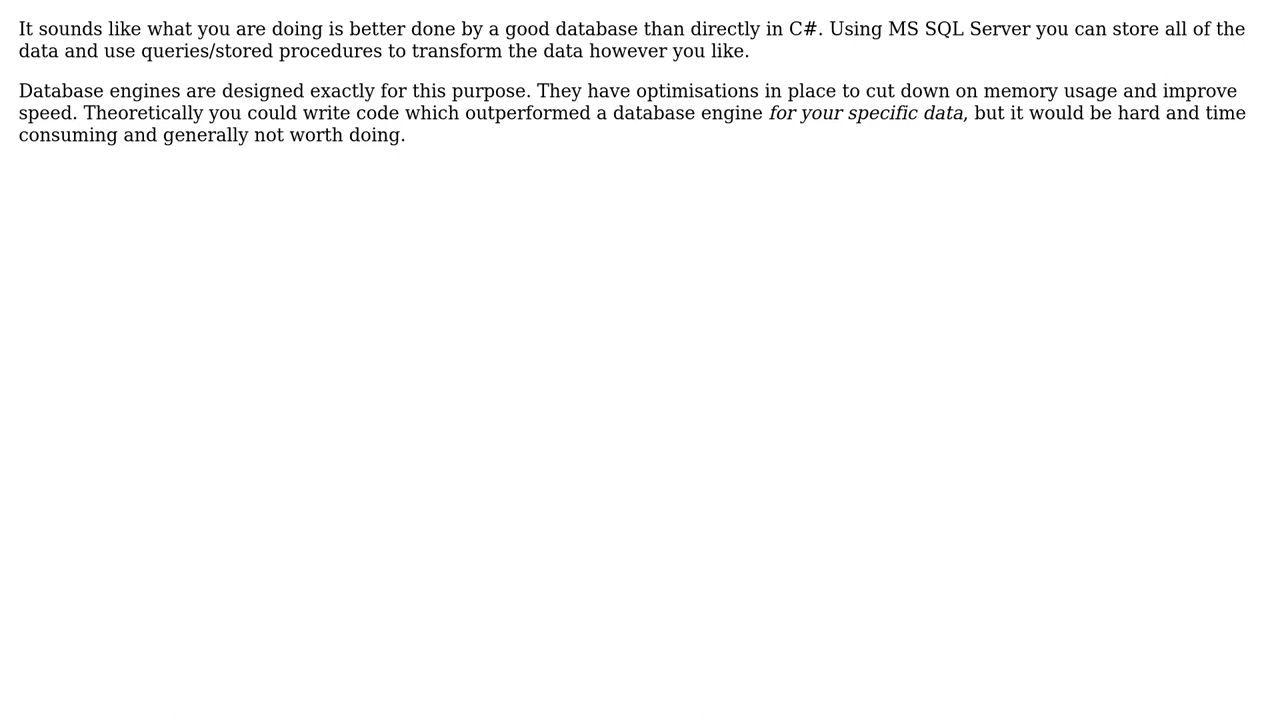 It sounds like what you are doing is better done by a good database than directly in C#. Using MS SQL Server you can store all of the
data and use queries/stored procedures to transform the data however you like.
Database engines are designed exactly for this purpose. They have optimisations in place to cut down on memory usage and improve
speed. Theoretically you could write code which outperformed a database engine for your specific data, but it would be hard and time
consuming and generally not worth doing.